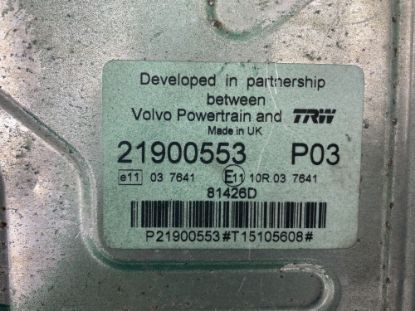 Developed in partnership
between
Volvo Powertrain and TRW
Made in UK
21900553 P03
e11 03 7641 E11 10R 03 7641
81426D
P21900553#T15105608#